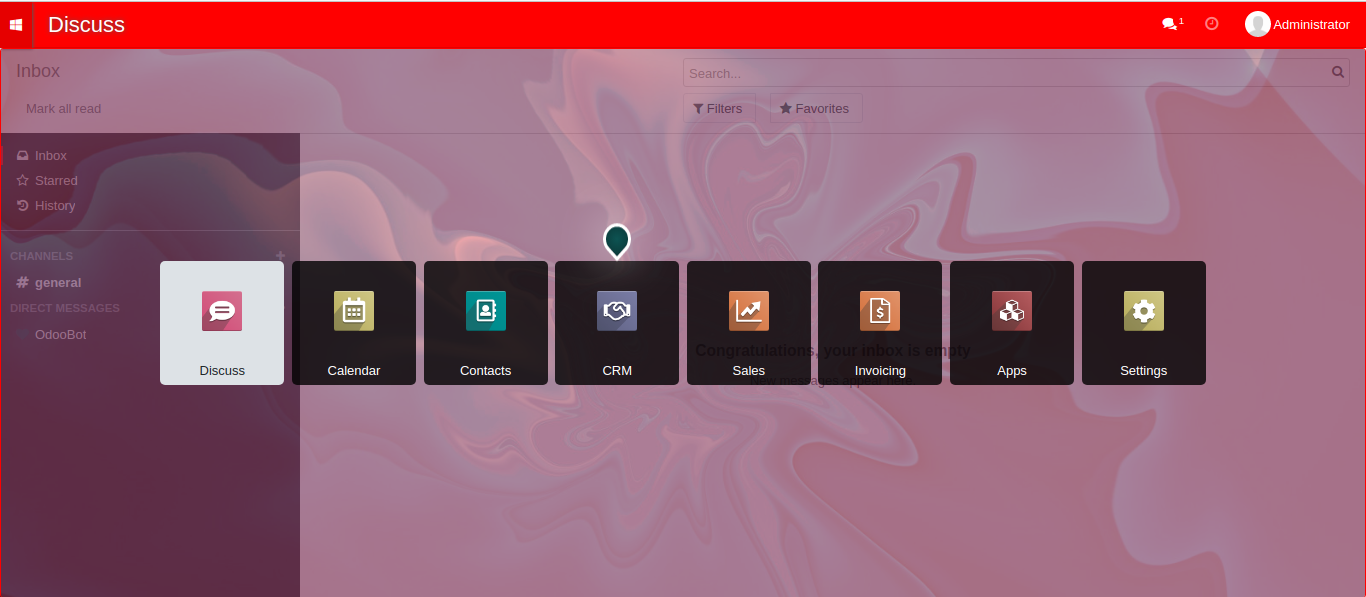 Discuss
1
Administrator
Inbox
Search...
Mark all read
Filters
Favorites
Inbox
Starred
History
CHANNELS
# general
DIRECT MESSAGES
OdooBot
Discuss
Calendar
Contacts
CRM
Sales
Invoicing
Apps
Settings
Congratulations, your inbox is empty
New messages appear here.